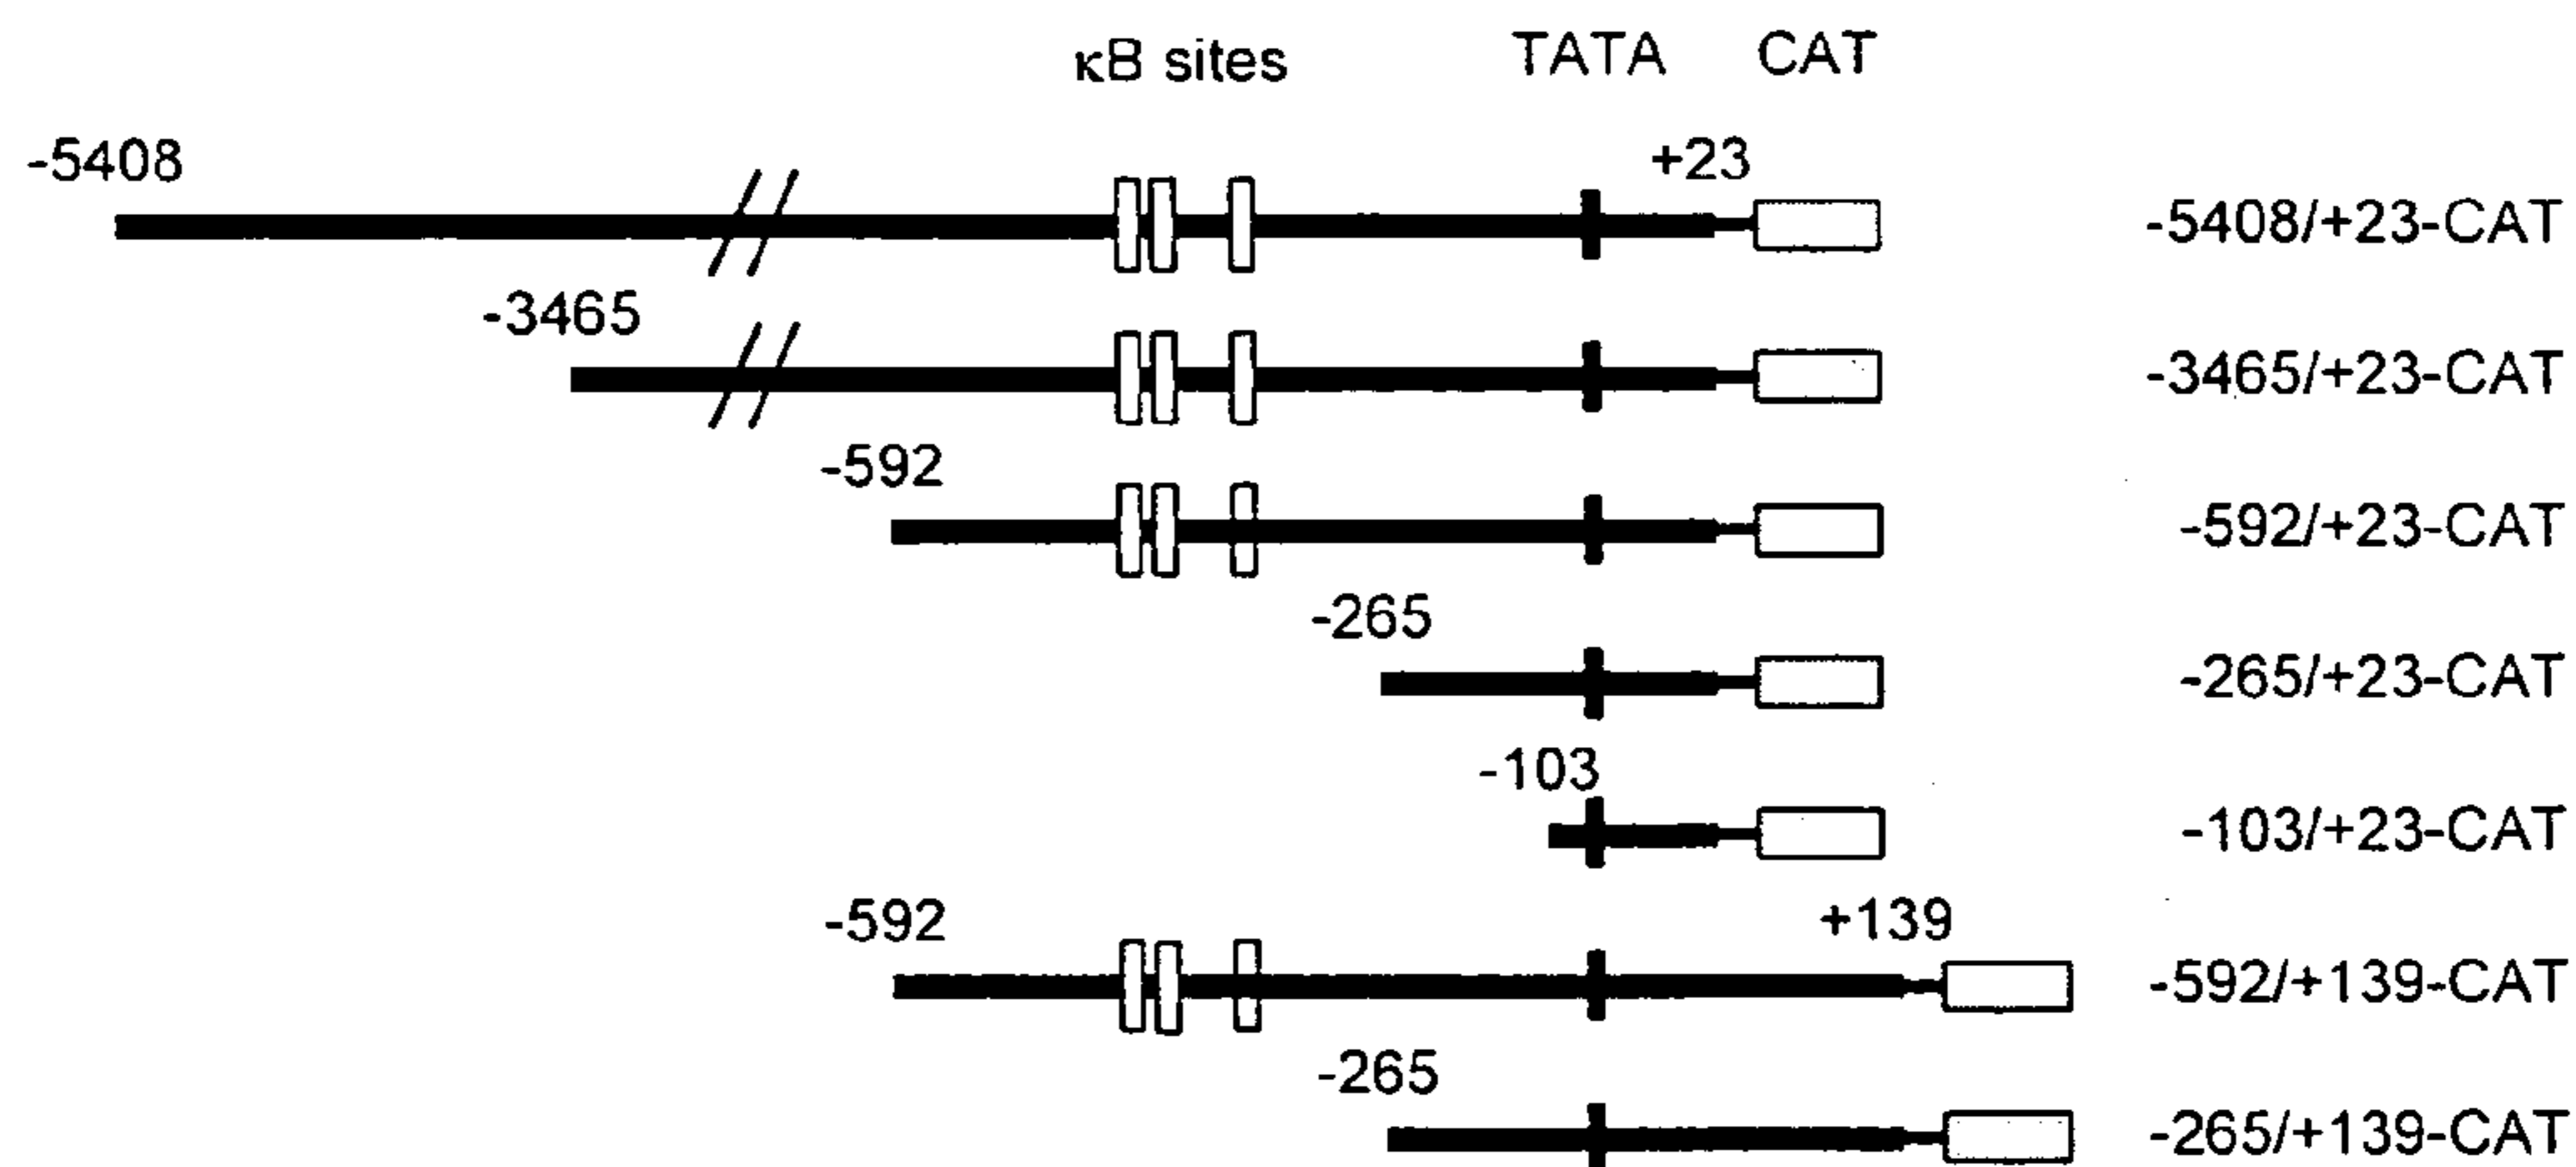 κB sites TATA CAT
-5408 +23
-5408/+23-CAT
-3465
-3465/+23-CAT
-592
-592/+23-CAT
-265
-265/+23-CAT
-103
-103/+23-CAT
-592 +139
-592/+139-CAT
-265
-265/+139-CAT